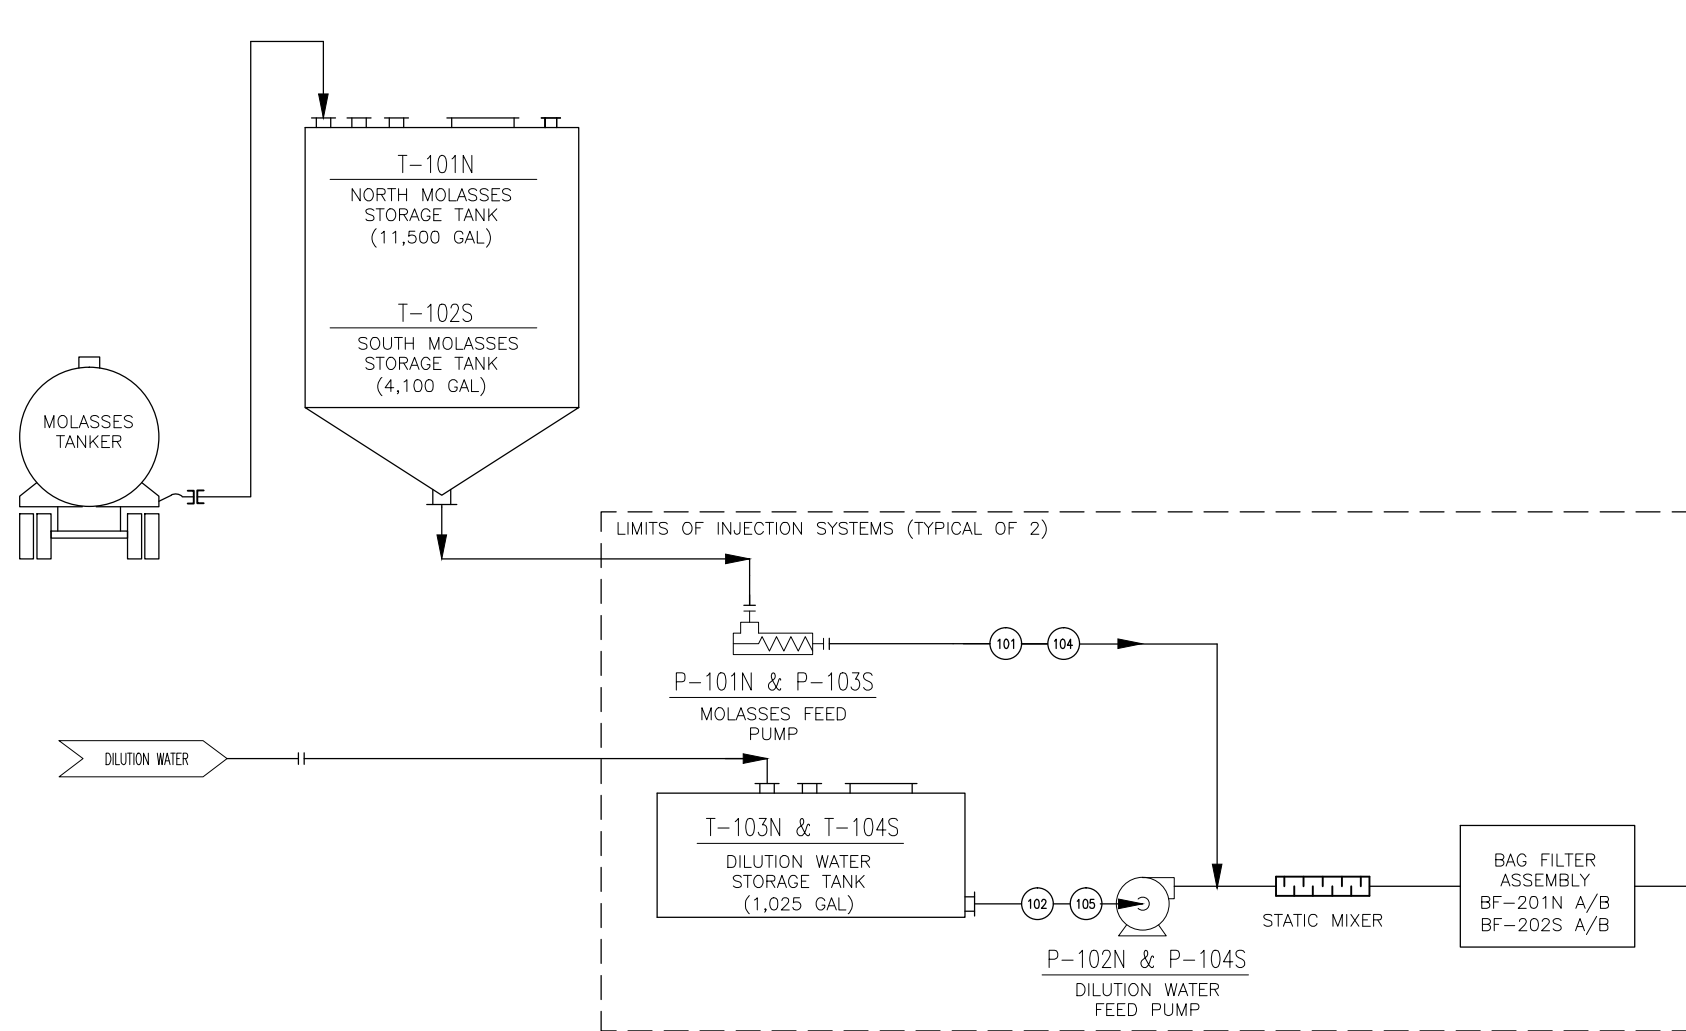 T-101N
NORTH MOLASSES
STORAGE TANK
(11,500 GAL)
T-102S
SOUTH MOLASSES
STORAGE TANK
(4,100 GAL)
MOLASSES
TANKER
LIMITS OF INJECTION SYSTEMS (TYPICAL OF 2)
101
104
P-101N & P-103S
MOLASSES FEED
PUMP
DILUTION WATER
T-103N & T-104S
DILUTION WATER
STORAGE TANK
(1,025 GAL)
102
105
P-102N & P-104S
DILUTION WATER
FEED PUMP
STATIC MIXER
BAG FILTER
ASSEMBLY
BF-201N A/B
BF-202S A/B